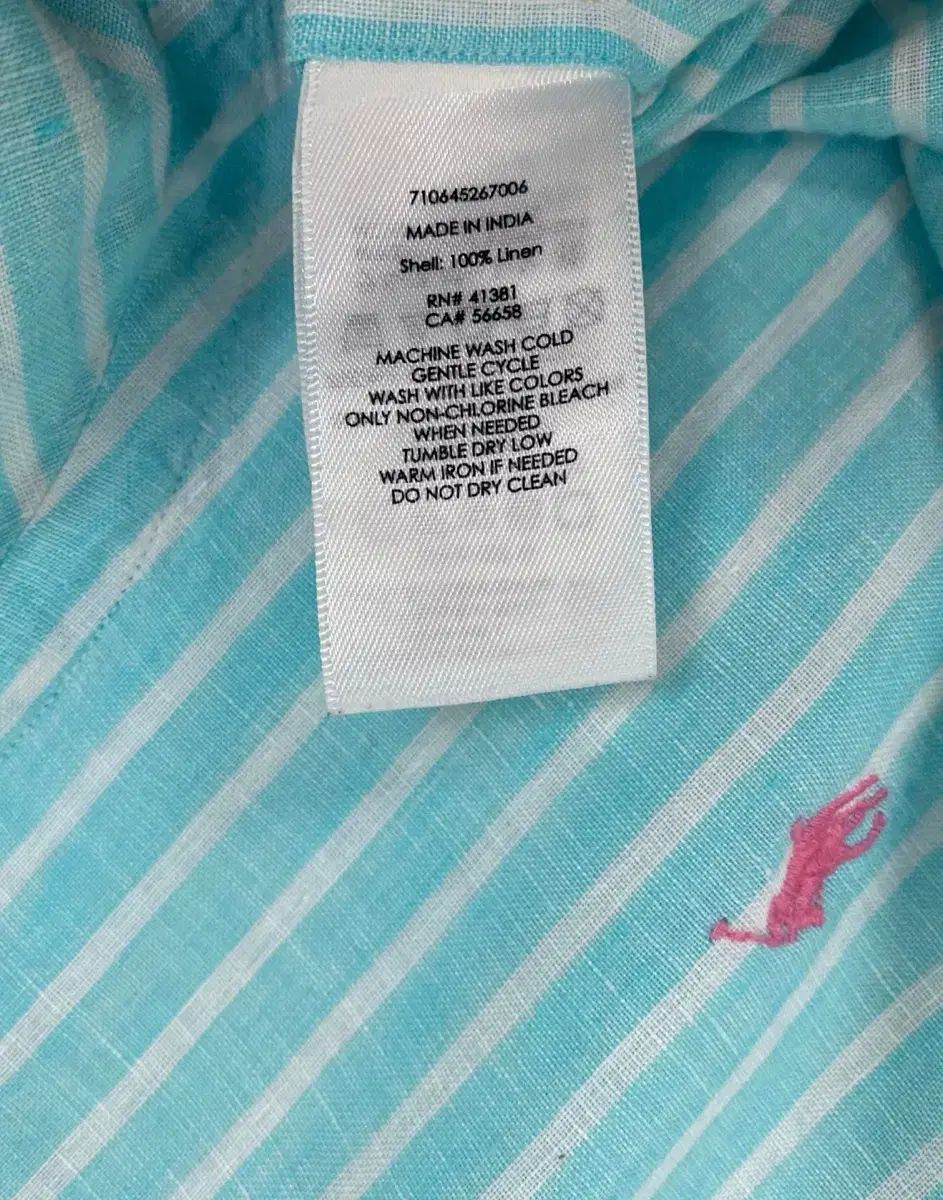 710645267006
MADE IN INDIA
Shell: 100% Linen
RN# 41381
CA# 56658
MACHINE WASH COLD
GENTLE CYCLE
WASH WITH LIKE COLORS
ONLY NON-CHLORINE BLEACH
WHEN NEEDED
TUMBLE DRY LOW
WARM IRON IF NEEDED
DO NOT DRY CLEAN